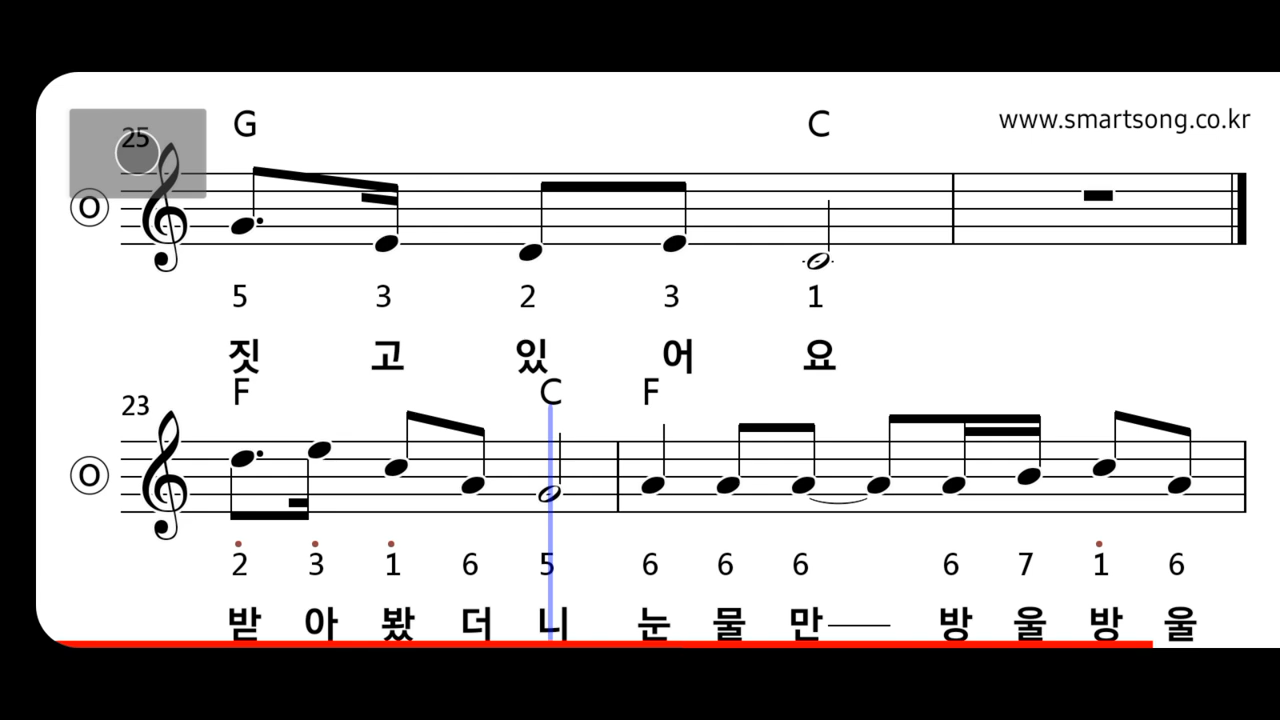 25 G C www.smartsong.co.kr
O
5 3 2 3 1
짓 고 있 어 요
23 F C F
O
2 3 1 6 5 6 6 6 6 7 1 6
받 아 봤 더 니 눈 물 만 방 울 방 울